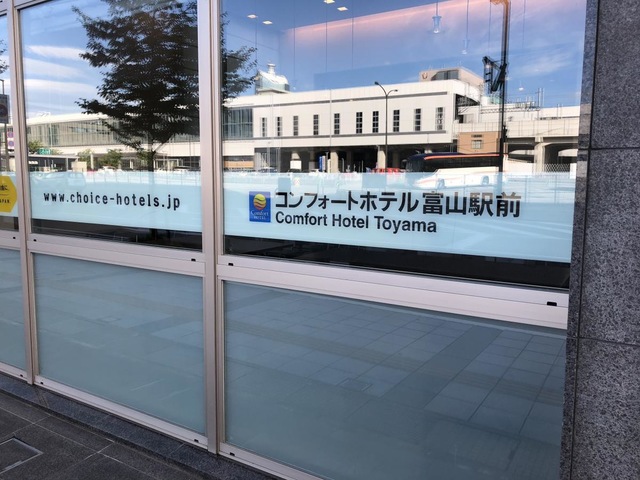 www.choice-hotels.jp
コンフォートホテル富山駅前
Comfort Hotel Toyama
Comfort